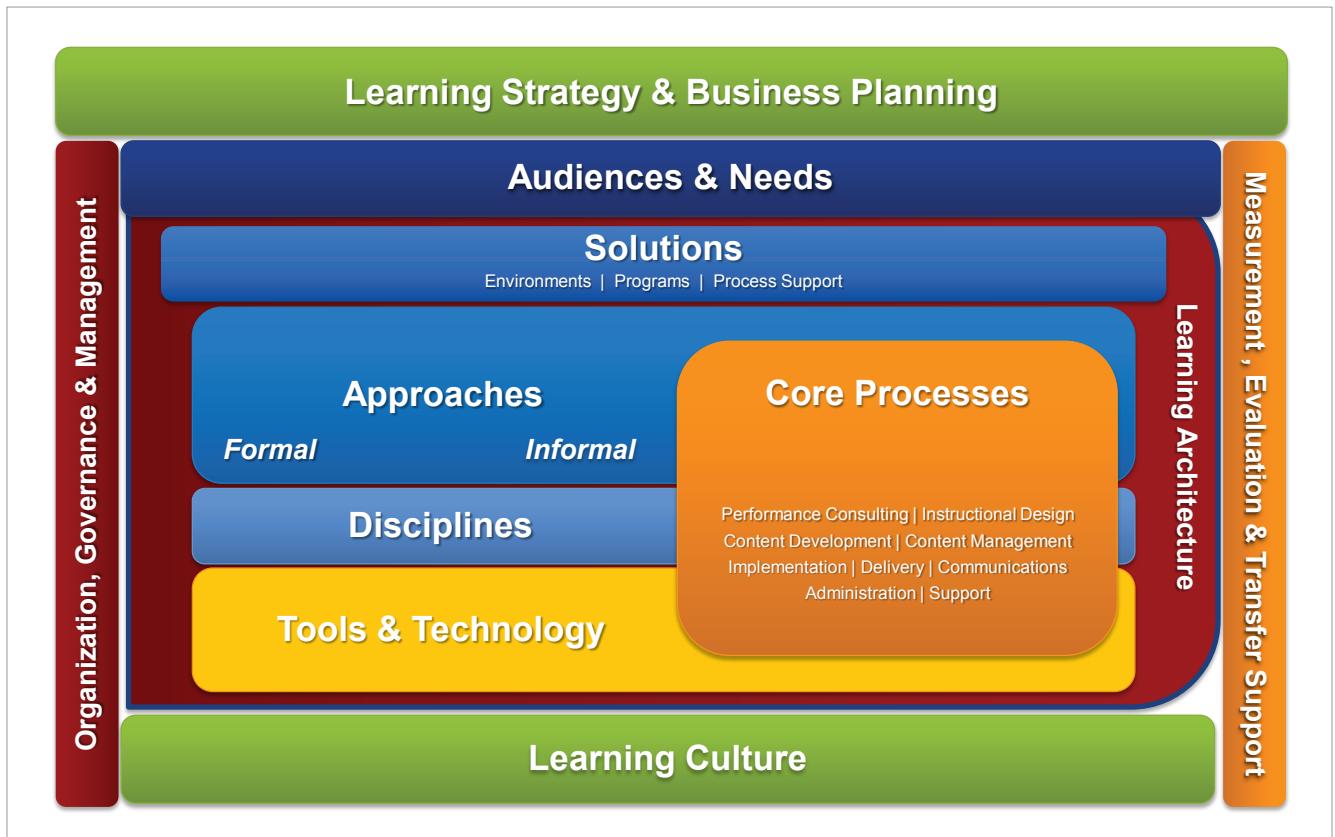 Learning Strategy & Business Planning
Organization, Governance & Management
Audiences & Needs
Solutions
Environments | Programs | Process Support
Approaches
Formal
Informal
Core Processes
Performance Consulting | Instructional Design
Content Development | Content Management
Implementation | Delivery | Communications
Administration | Support
Disciplines
Tools & Technology
Learning Architecture
Measurement , Evaluation & Transfer Support
Learning Culture